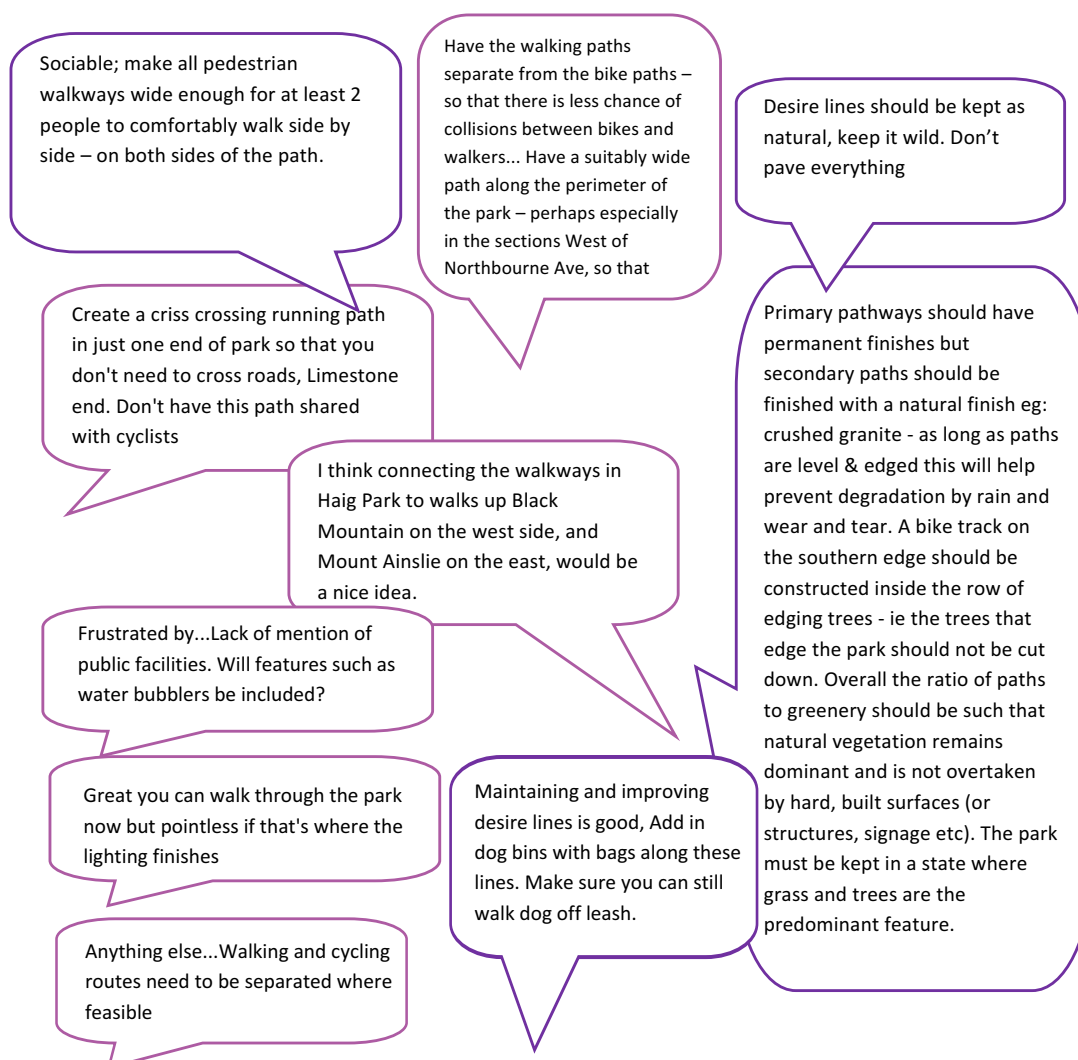 Sociable; make all pedestrian
walkways wide enough for at least 2
people to comfortably walk side by
side – on both sides of the path.
Have the walking paths
separate from the bike paths –
so that there is less chance of
collisions between bikes and
walkers... Have a suitably wide
path along the perimeter of
the park – perhaps especially
in the sections West of
Northbourne Ave, so that
Desire lines should be kept as
natural, keep it wild. Don’t
pave everything
Create a criss crossing running path
in just one end of park so that you
don't need to cross roads, Limestone
end. Don't have this path shared
with cyclists
Primary pathways should have
permanent finishes but
secondary paths should be
finished with a natural finish eg:
crushed granite - as long as paths
are level & edged this will help
prevent degradation by rain and
wear and tear. A bike track on
the southern edge should be
constructed inside the row of
edging trees - ie the trees that
edge the park should not be cut
down. Overall the ratio of paths
to greenery should be such that
natural vegetation remains
dominant and is not overtaken
by hard, built surfaces (or
structures, signage etc). The park
must be kept in a state where
grass and trees are the
predominant feature.
I think connecting the walkways in
Haig Park to walks up Black
Mountain on the west side, and
Mount Ainslie on the east, would be
a nice idea.
Frustrated by...Lack of mention of
public facilities. Will features such as
water bubblers be included?
Great you can walk through the park
now but pointless if that's where the
lighting finishes
Maintaining and improving
desire lines is good, Add in
dog bins with bags along these
lines. Make sure you can still
walk dog off leash.
Anything else...Walking and cycling
routes need to be separated where
feasible